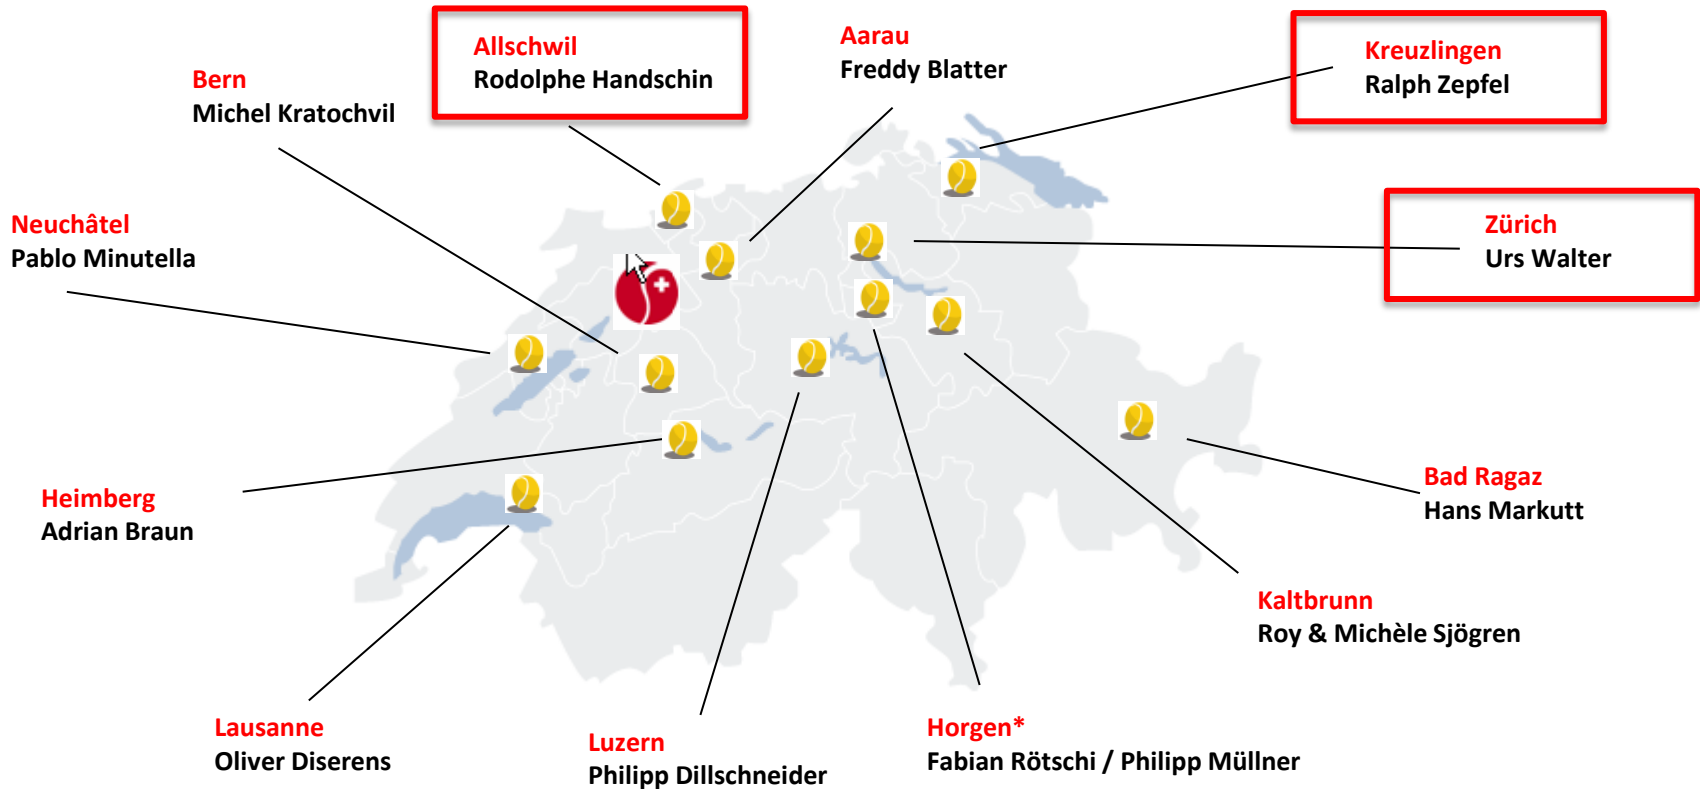 Allschwil
Rodolphe Handschin
Aarau
Freddy Blatter
Kreuzlingen
Ralph Zepfel
Bern
Michel Kratochvil
Neuchâtel
Pablo Minutella
Zürich
Urs Walter
Heimberg
Adrian Braun
Bad Ragaz
Hans Markutt
Kaltbrunn
Roy & Michèle Sjögren
Lausanne
Oliver Diserens
Luzern
Philipp Dillschneider
Horgen*
Fabian Rötschi / Philipp Müllner